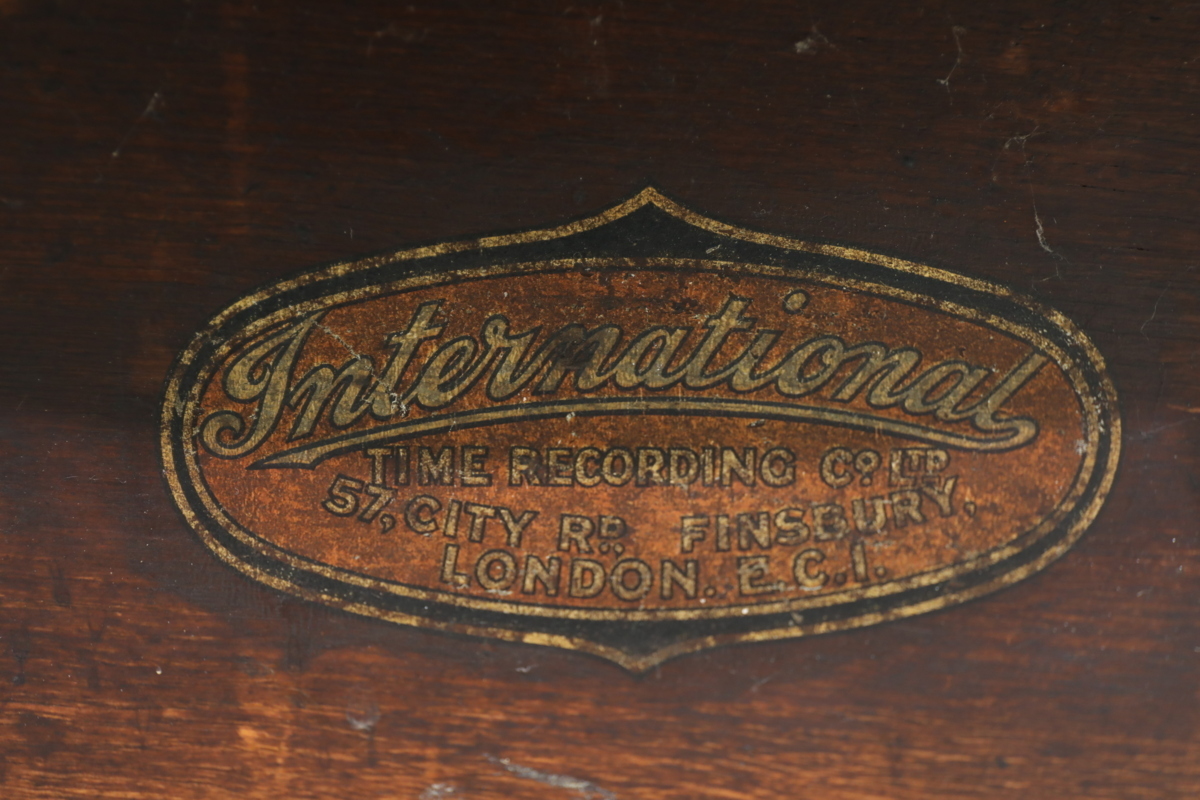 International
TIME RECORDING Cº LTD
57, CITY RD. FINSBURY,
LONDON. E.C.1.